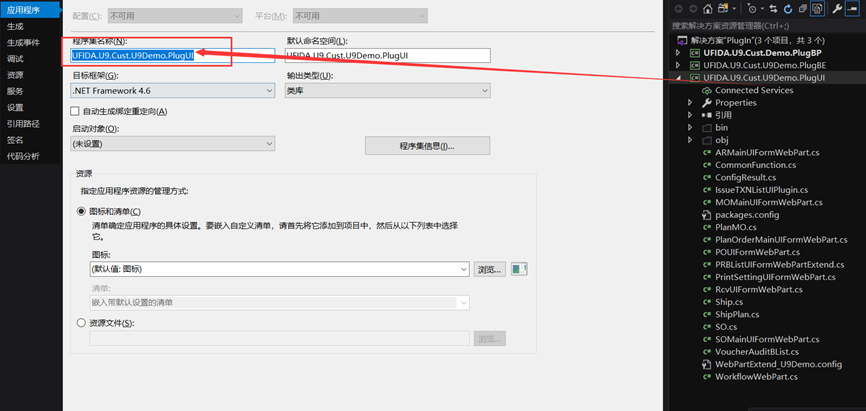 应用程序
生成
生成事件
调试
资源
服务
设置
引用路径
签名
代码分析
配置(C): 不可用 平台(M): 不可用
程序集名称(N): 默认命名空间(L):
UFIDA.U9.Cust.U9Demo.PlugUI UFIDA.U9.Cust.U9Demo.PlugUI
目标框架(G): 输出类型(U):
.NET Framework 4.6 类库
自动生成绑定重定向(A)
启动对象(O):
(未设置) 程序集信息(I)...
资源
指定应用程序资源的管理方式:
图标和清单(C)
清单确定应用程序的具体设置。要嵌入自定义清单，请首先将它添加到项目中，然后从以下列表中选择
它。
图标:
(默认值: 图标) 浏览...
清单:
嵌入带默认设置的清单
资源文件(S):
浏览...
搜索解决方案资源管理器(Ctrl+;)
解决方案"PlugIn"(3 个项目，共 3 个)
UFIDA.U9.Cust.Demo.PlugBP
UFIDA.U9.Cust.U9Demo.PlugBE
UFIDA.U9.Cust.U9Demo.PlugUI
Connected Services
Properties
引用
bin
obj
ARMainUIFormWebPart.cs
CommonFunction.cs
ConfigResult.cs
IssueTXNListUIPlugin.cs
MOMainUIFormWebPart.cs
packages.config
PlanMO.cs
PlanOrderMainUIFormWebPart.cs
POUIFormWebPart.cs
PRBListUIFormWebPartExtend.cs
PrintSettingUIFormWebPart.cs
RcvUIFormWebPart.cs
Ship.cs
ShipPlan.cs
SO.cs
SOMainUIFormWebPart.cs
VoucherAuditBList.cs
WebPartExtend_U9Demo.config
WorkflowWebPart.cs